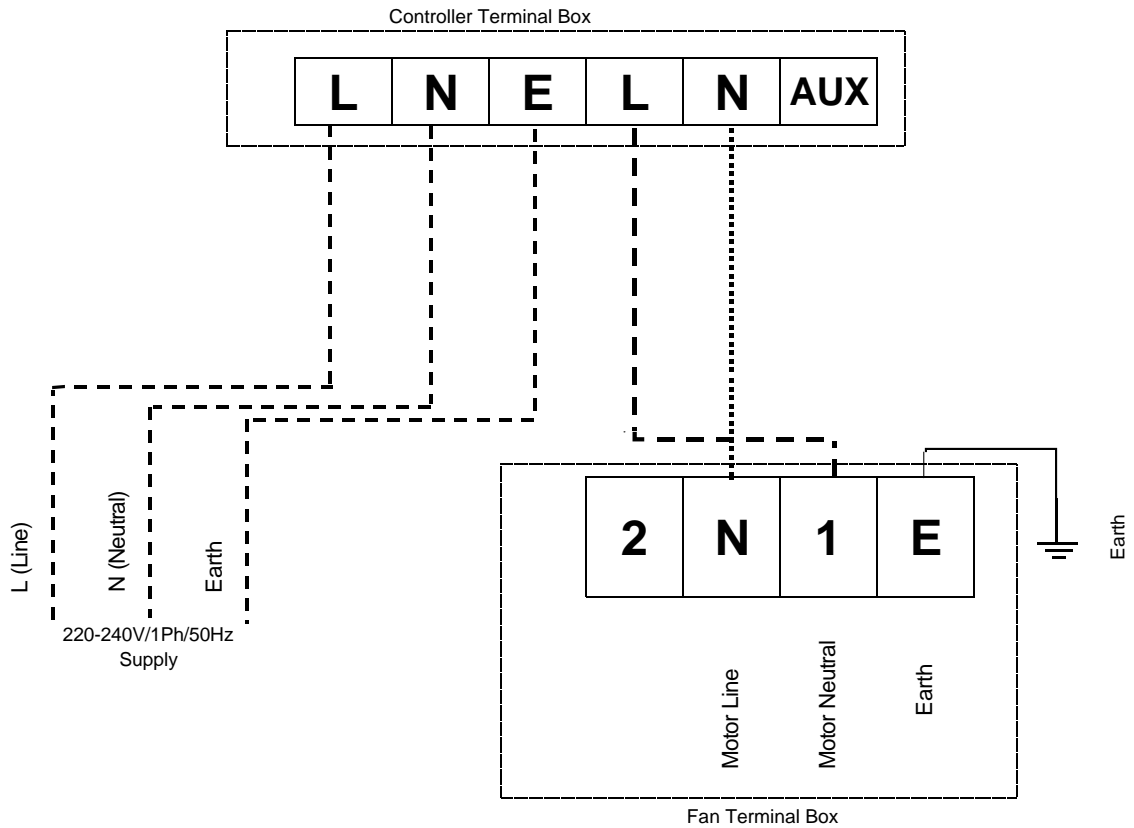 Controller Terminal Box
L N E L N AUX
L (Line)
N (Neutral)
Earth
220-240V/1Ph/50Hz
Supply
2 N 1 E
Earth
Motor Line
Motor Neutral
Earth
Fan Terminal Box